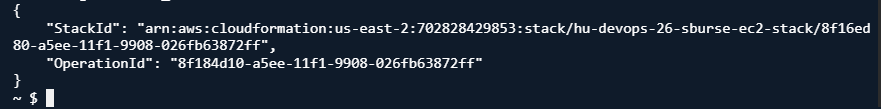 {
    "StackId": "arn:aws:cloudformation:us-east-2:702828429853:stack/hu-devops-26-sburse-ec2-stack/8f16ed
80-a5ee-11f1-9908-026fb63872ff",
    "OperationId": "8f184d10-a5ee-11f1-9908-026fb63872ff"
}
~ $